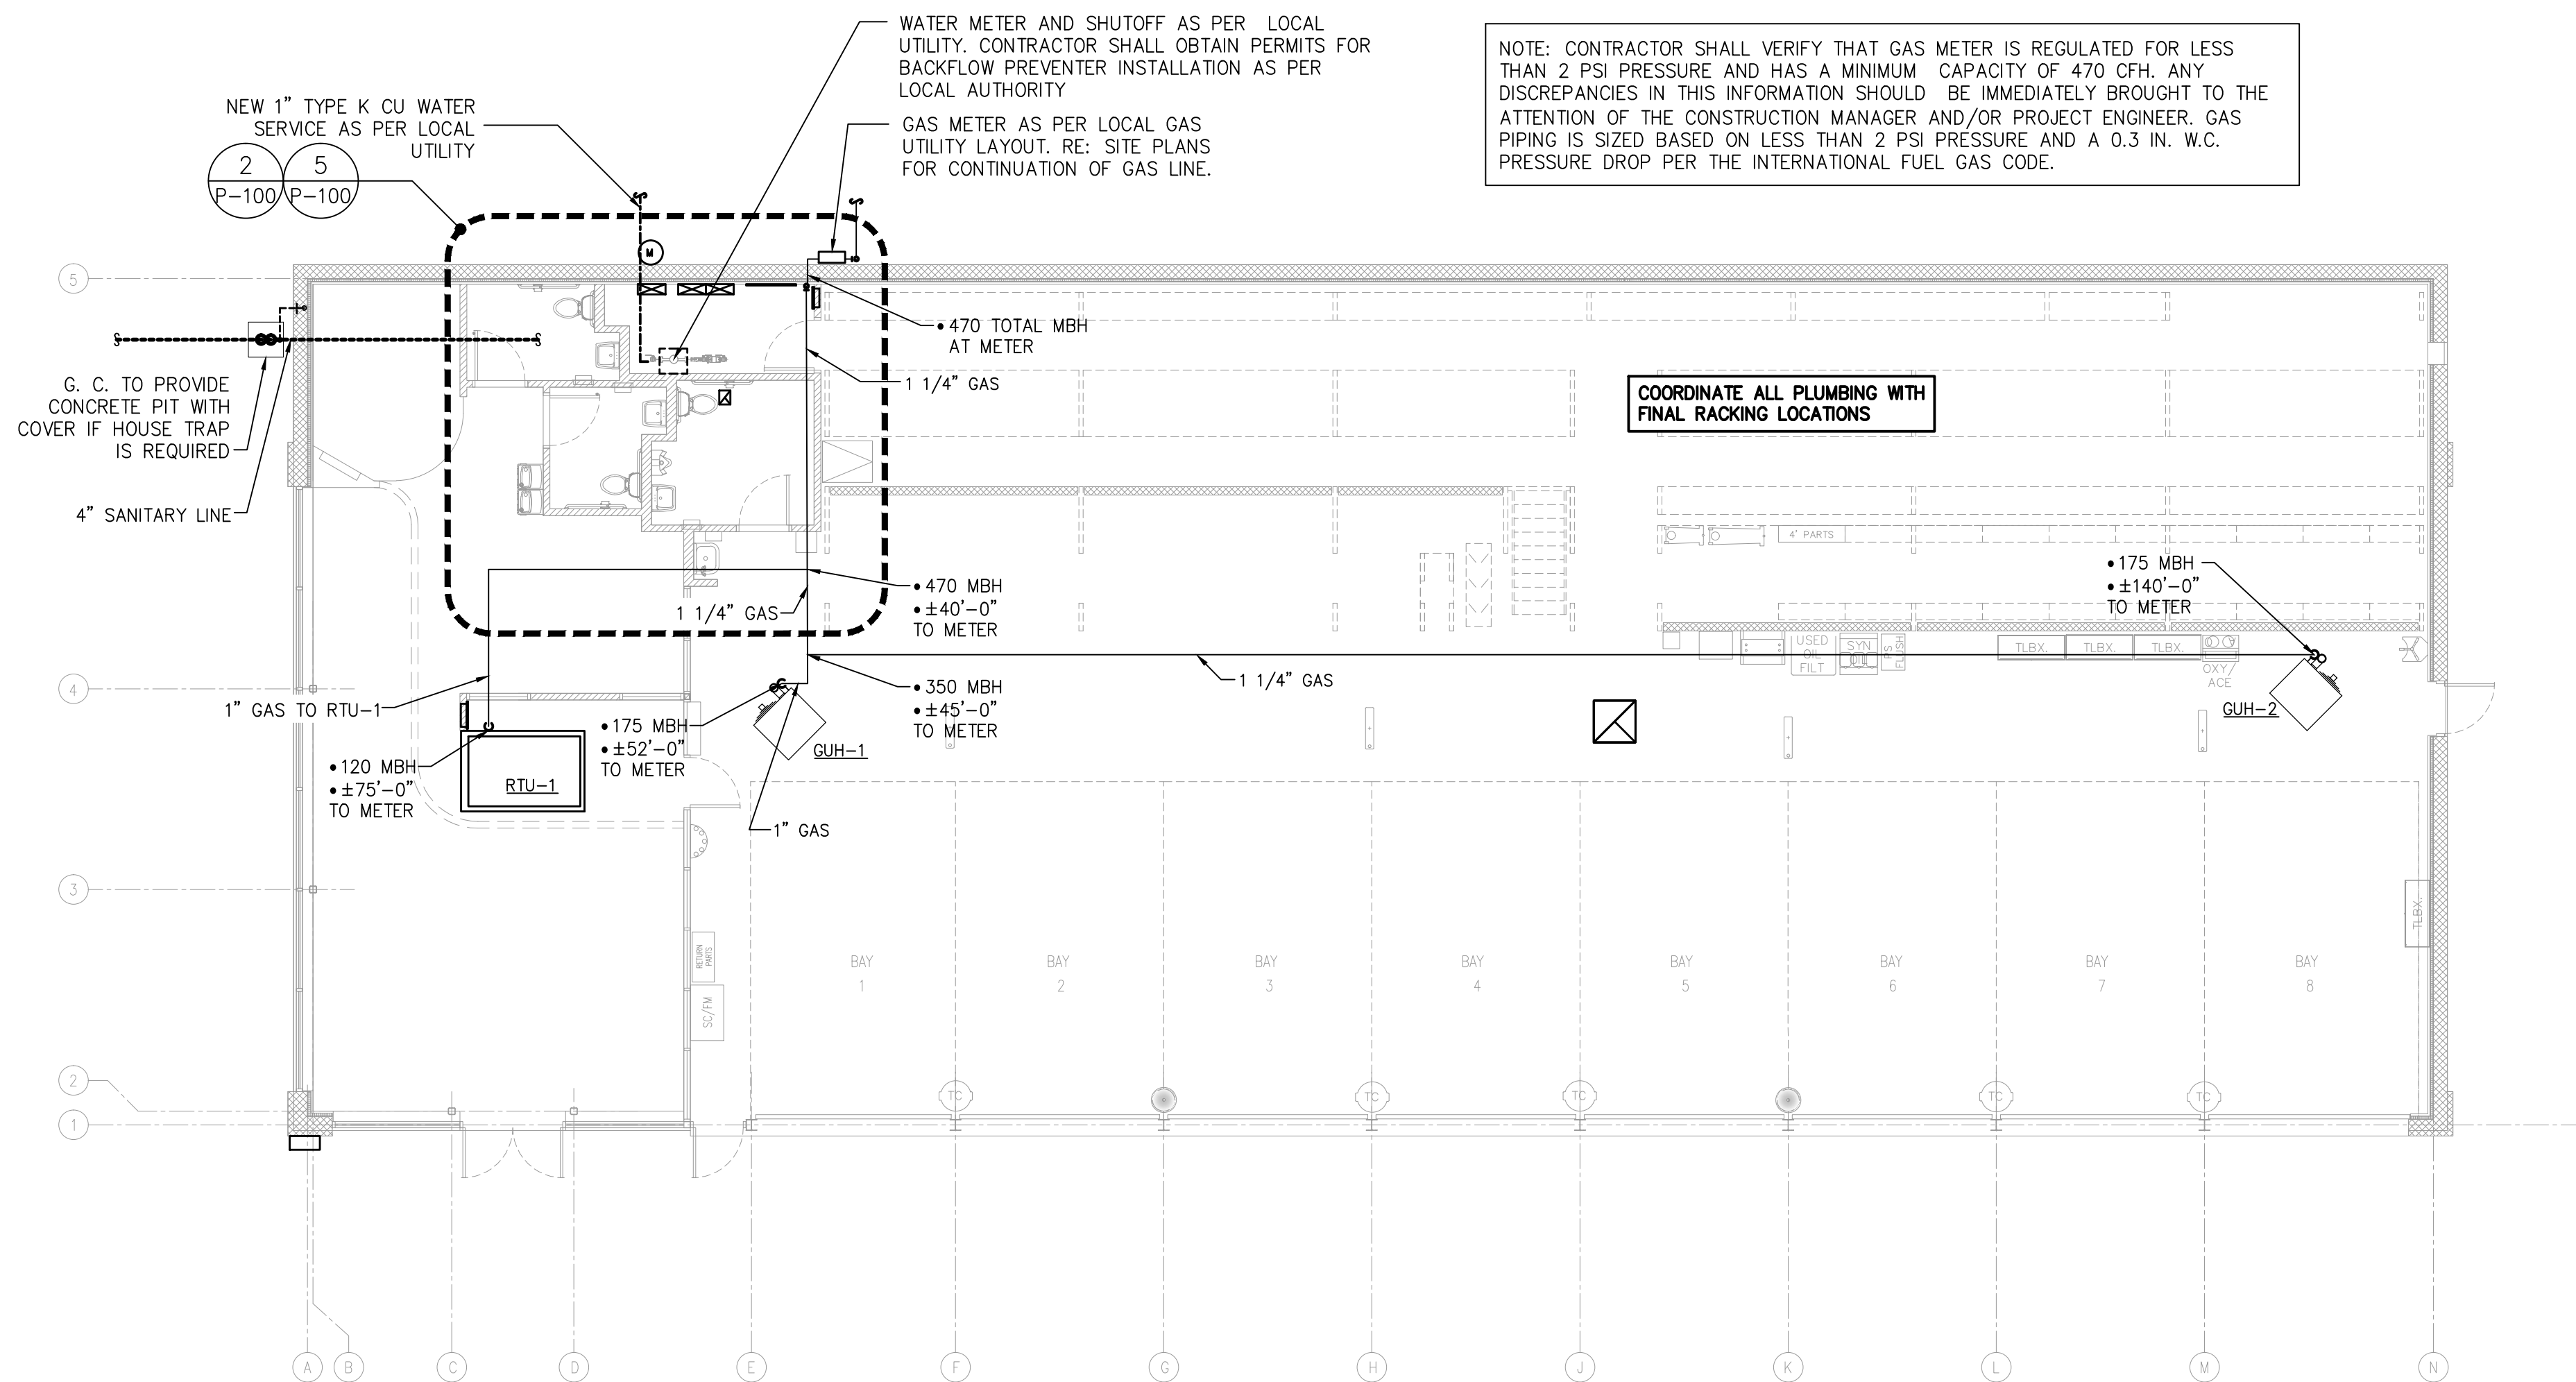 WATER METER AND SHUTOFF AS PER LOCAL
UTILITY. CONTRACTOR SHALL OBTAIN PERMITS FOR
BACKFLOW PREVENTER INSTALLATION AS PER
LOCAL AUTHORITY
NOTE: CONTRACTOR SHALL VERIFY THAT GAS METER IS REGULATED FOR LESS
THAN 2 PSI PRESSURE AND HAS A MINIMUM CAPACITY OF 470 CFH. ANY
DISCREPANCIES IN THIS INFORMATION SHOULD BE IMMEDIATELY BROUGHT TO THE
ATTENTION OF THE CONSTRUCTION MANAGER AND/OR PROJECT ENGINEER. GAS
PIPING IS SIZED BASED ON LESS THAN 2 PSI PRESSURE AND A 0.3 IN. W.C.
PRESSURE DROP PER THE INTERNATIONAL FUEL GAS CODE.
NEW 1" TYPE K CU WATER
SERVICE AS PER LOCAL
UTILITY
GAS METER AS PER LOCAL GAS
UTILITY LAYOUT. RE: SITE PLANS
FOR CONTINUATION OF GAS LINE.
2
P-100
5
P-100
M
5
S
S
• 470 TOTAL MBH
AT METER
1 1/4" GAS
G. C. TO PROVIDE
CONCRETE PIT WITH
COVER IF HOUSE TRAP
IS REQUIRED
4" SANITARY LINE
COORDINATE ALL PLUMBING WITH
FINAL RACKING LOCATIONS
4' PARTS
• 175 MBH
• ±140'-0"
TO METER
• 470 MBH
• ±40'-0"
TO METER
1 1/4" GAS
USED
OIL
FILT
SYN
OIL
PS
FLUSH
TLBX.
TLBX.
TLBX.
OXY/
ACE
4
1 1/4" GAS
• 350 MBH
• ±45'-0"
TO METER
1" GAS TO RTU-1
• 175 MBH
• ±52'-0"
TO METER
GUH-1
GUH-2
• 120 MBH
• ±75'-0"
TO METER
RTU-1
1" GAS
3
TLBX.
RETURN
PARTS
SC/FM
BAY
1
BAY
2
BAY
3
BAY
4
BAY
5
BAY
6
BAY
7
BAY
8
2
1
TC
TC
TC
TC
TC
A
B
C
D
E
F
G
H
J
K
L
M
N